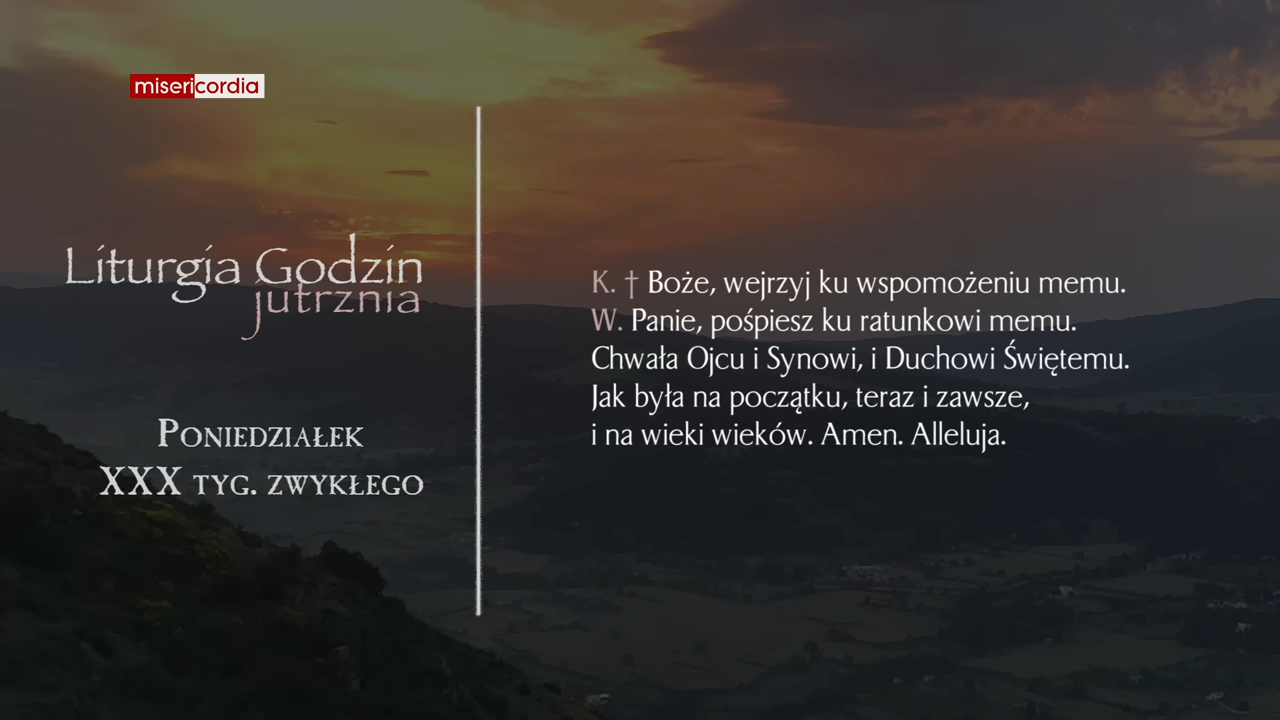 misericordia
Liturgia Godzin
jutrznia
Poniedziałek
XXX tyg. zwykłego
K. † Boże, wejrzyj ku wspomożeniu memu.
W. Panie, pośpiesz ku ratunkowi memu.
Chwała Ojcu i Synowi, i Duchowi Świętemu.
Jak była na początku, teraz i zawsze,
i na wieki wieków. Amen. Alleluja.